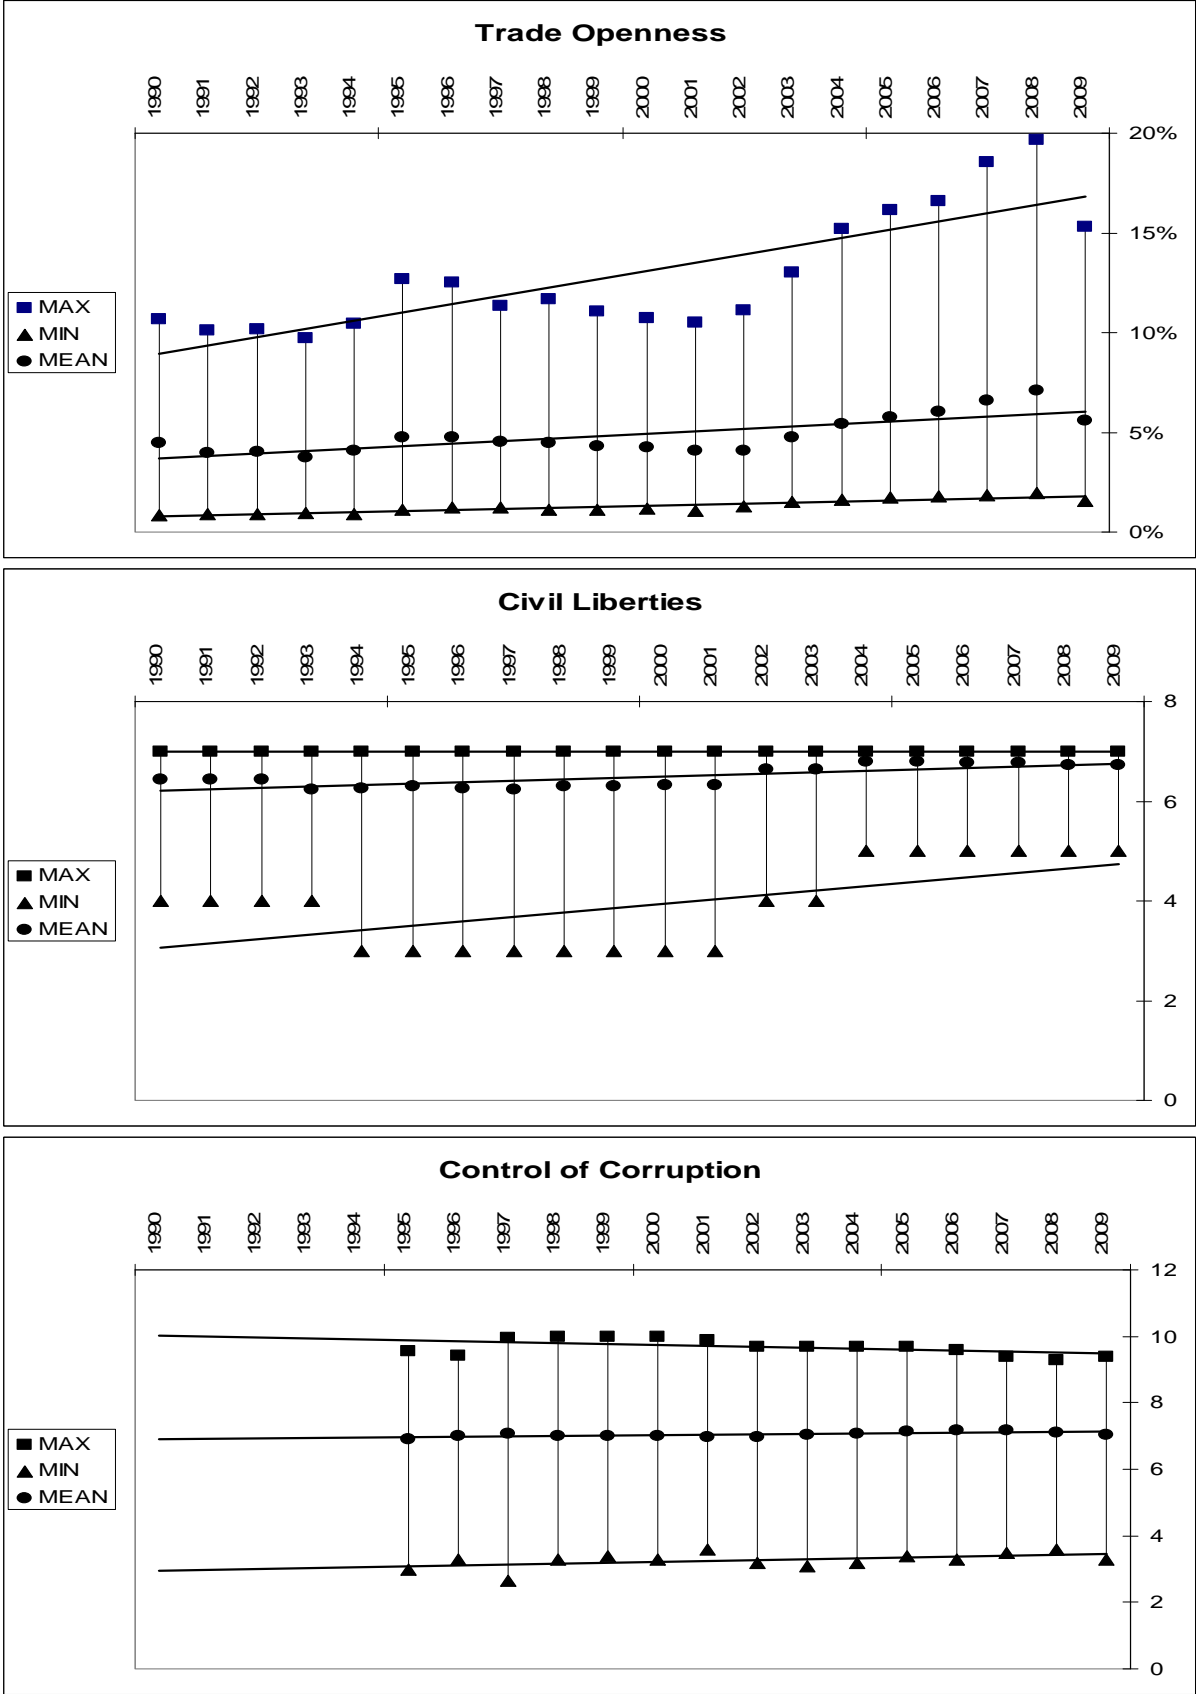 Trade Openness
1990 1991 1992 1993 1994 1995 1996 1997 1998 1999 2000 2001 2002 2003 2004 2005 2006 2007 2008 2009
20%
15%
MAX
10%
MIN
MEAN
5%
0%
Civil Liberties
1990 1991 1992 1993 1994 1995 1996 1997 1998 1999 2000 2001 2002 2003 2004 2005 2006 2007 2008 2009
8
6
MAX
MIN
4
MEAN
2
0
Control of Corruption
1990 1991 1992 1993 1994 1995 1996 1997 1998 1999 2000 2001 2002 2003 2004 2005 2006 2007 2008 2009
12
10
8
MAX
MIN
6
MEAN
4
2
0